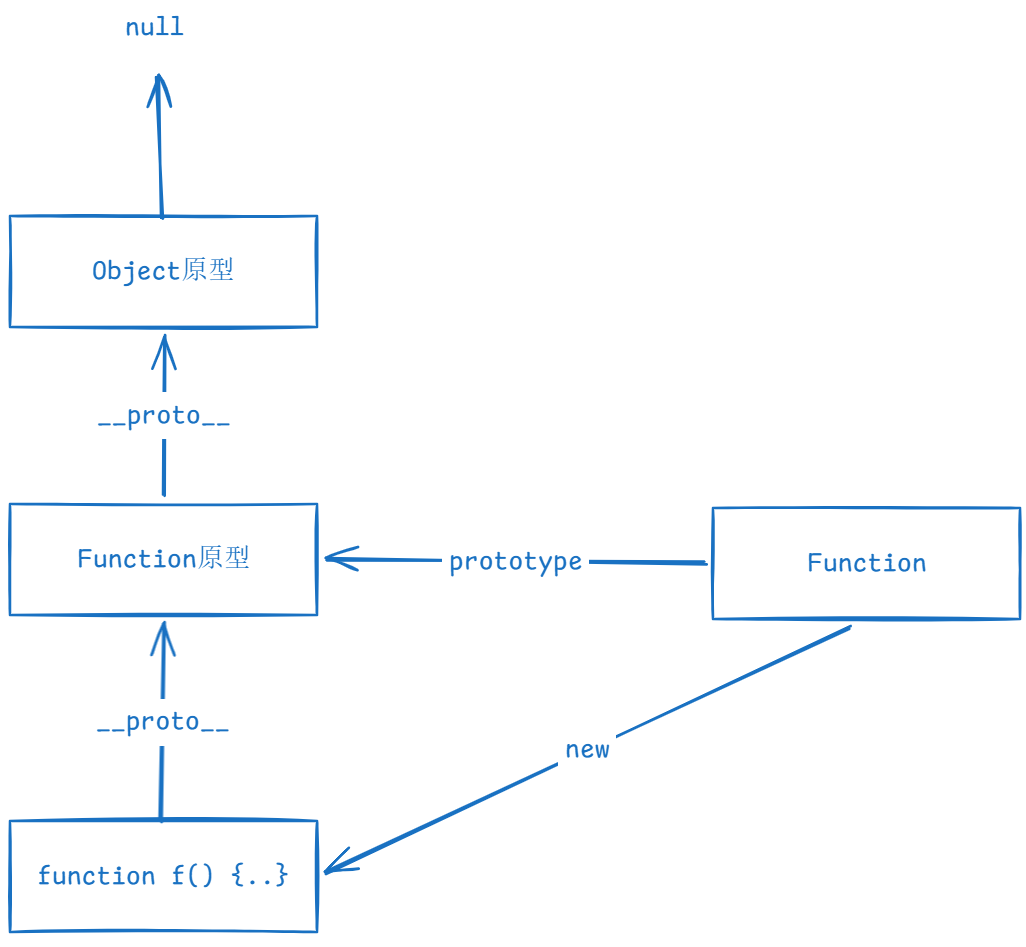 null
Object原型
__proto__
Function原型
prototype
Function
__proto__
new
function f() {..}